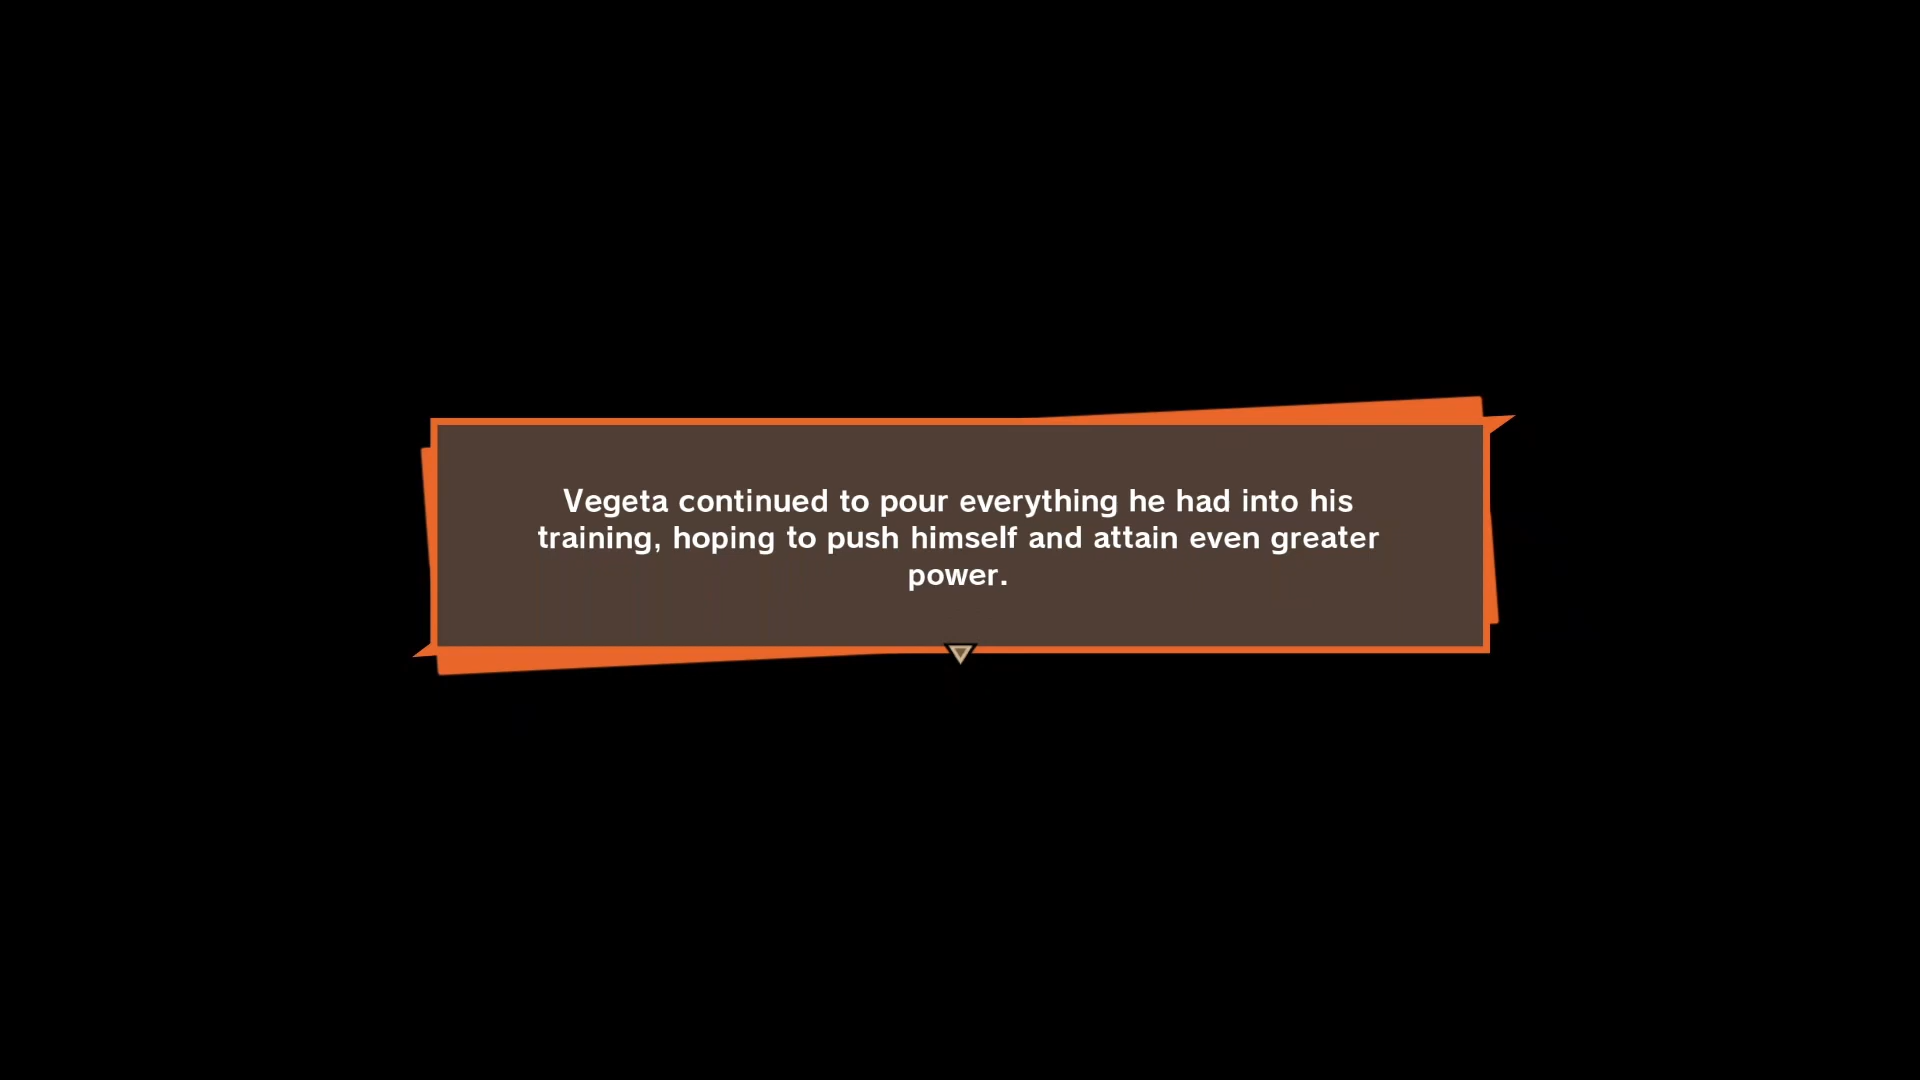 Vegeta continued to pour everything he had into his
training, hoping to push himself and attain even greater
power.